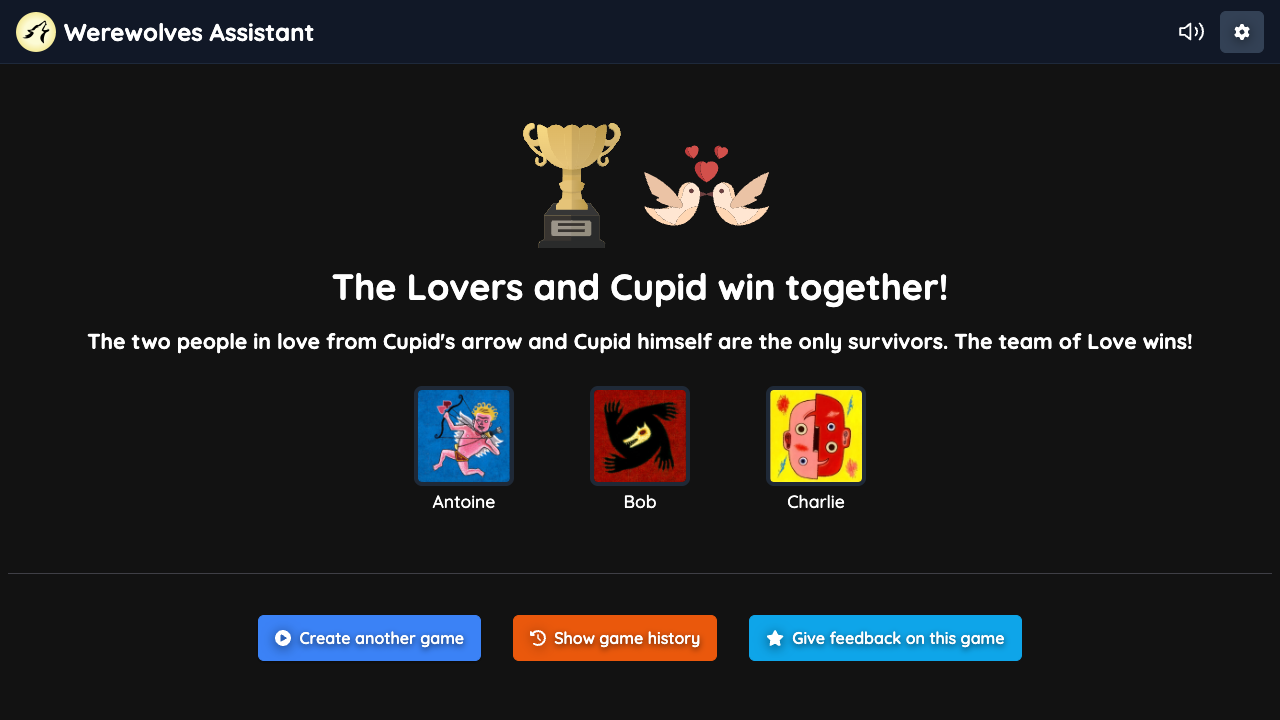 Werewolves Assistant
The Lovers and Cupid win together!
The two people in love from Cupid's arrow and Cupid himself are the only survivors. The team of Love wins!
Antoine
Bob
Charlie
Create another game
Show game history
Give feedback on this game